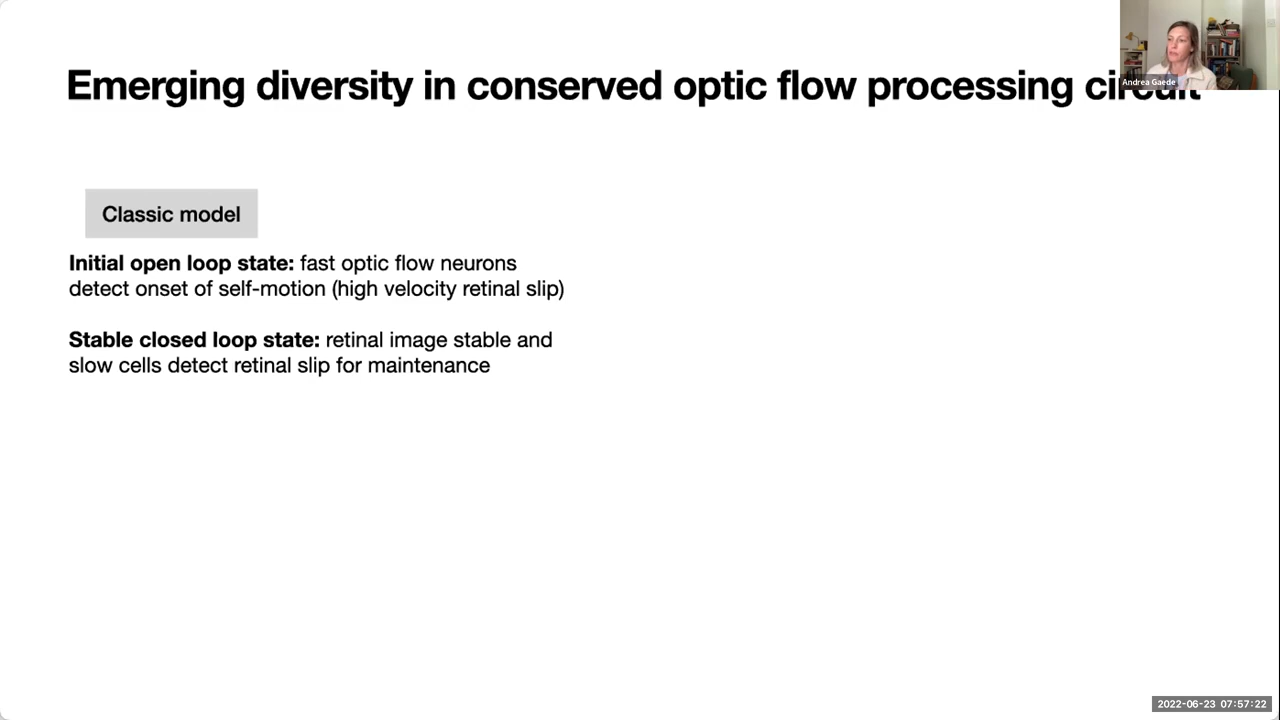 Emerging diversity in conserved optic flow processing circuit
Andrea Gaede
Classic model
Initial open loop state: fast optic flow neurons
detect onset of self-motion (high velocity retinal slip)
Stable closed loop state: retinal image stable and
slow cells detect retinal slip for maintenance
2022-06-23 07:57:22